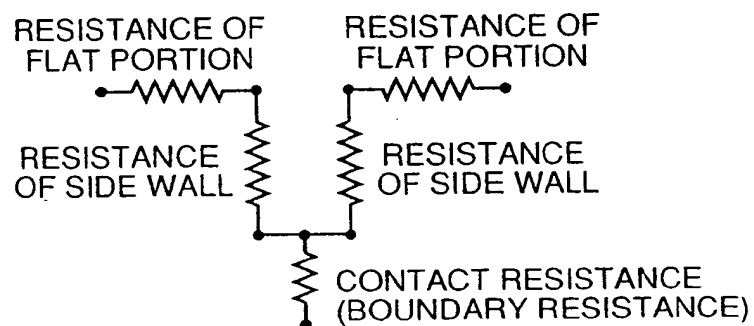 RESISTANCE OF
FLAT PORTION
RESISTANCE OF
FLAT PORTION
RESISTANCE
OF SIDE WALL
RESISTANCE
OF SIDE WALL
CONTACT RESISTANCE
(BOUNDARY RESISTANCE)